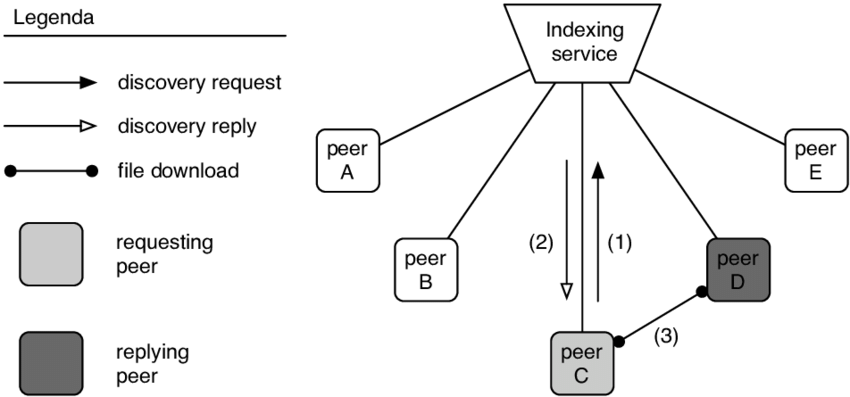 Legenda
discovery request
discovery reply
file download
requesting
peer
replying
peer
Indexing
service
peer
A
peer
B
peer
C
peer
D
peer
E
(1)
(2)
(3)